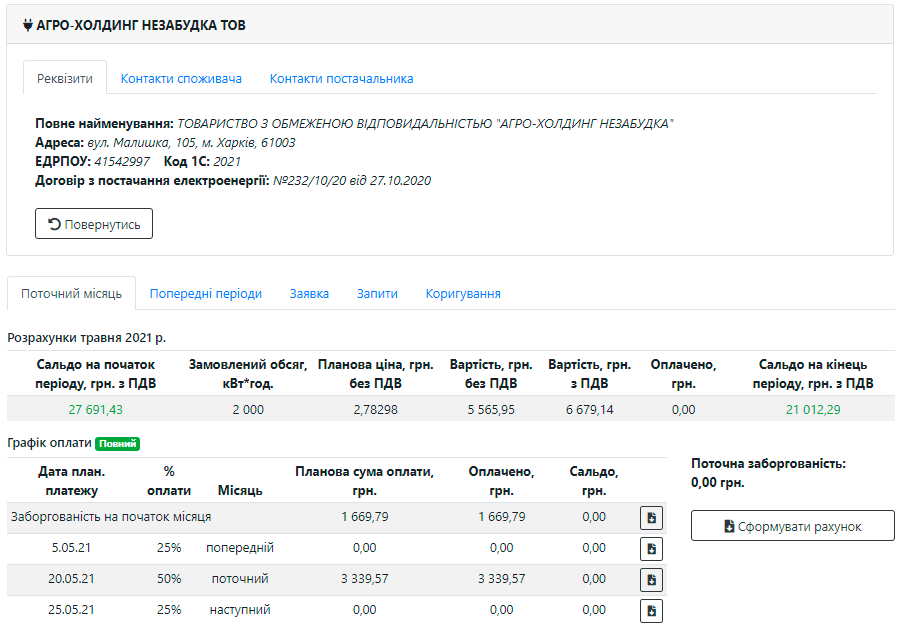 АГРО-ХОЛДИНГ НЕЗАБУДКА ТОВ
Реквізити Контакти споживача Контакти постачальника
Повне найменування: ТОВАРИСТВО З ОБМЕЖЕНОЮ ВІДПОВІДАЛЬНІСТЮ "АГРО-ХОЛДИНГ НЕЗАБУДКА"
Адреса: вул. Малишка, 105, м. Харків, 61003
ЕДРПОУ: 41542997 Код 1С: 2021
Договір з постачання електроенергії: №232/10/20 від 27.10.2020
Повернутись
Поточний місяць Попередні періоди Заявка Запити Коригування
Розрахунки травня 2021 р.
Сальдо на початок Замовлений обсяг, Планова ціна, грн. Вартість, грн. Вартість, грн. Оплачено, Сальдо на кінець
періоду, грн. з ПДВ кВт*год. без ПДВ без ПДВ з ПДВ грн. періоду, грн. з ПДВ
27 691,43 2 000 2,78298 5 565,95 6 679,14 0,00 21 012,29
Графік оплати Повний
Дата план. % Планова сума оплати, Оплачено, Сальдо,
платежу оплати Місяць грн. грн. грн.
Заборгованість на початок місяця 1 669,79 1 669,79 0,00
5.05.21 25% попередній 0,00 0,00 0,00
20.05.21 50% поточний 3 339,57 3 339,57 0,00
25.05.21 25% наступний 0,00 0,00 0,00
Поточна заборгованість:
0,00 грн.
Сформувати рахунок